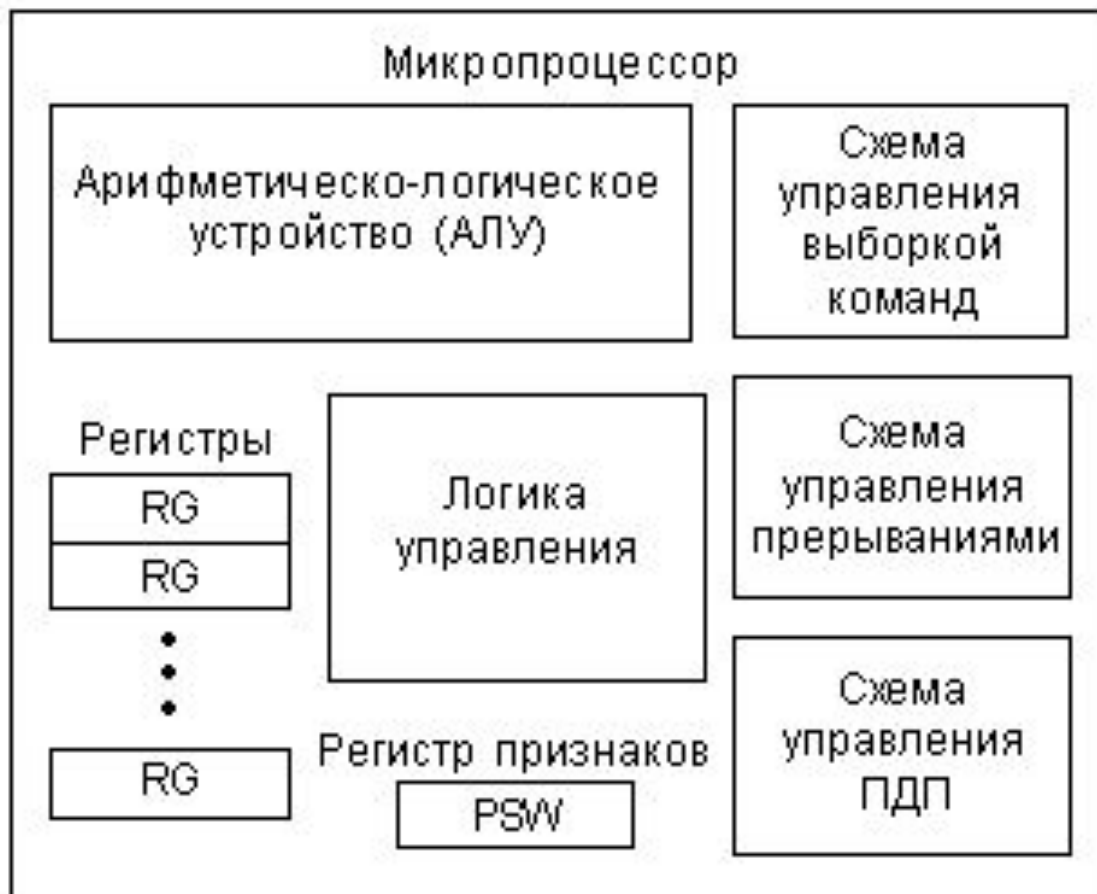 Микропроцессор
Арифметическо-логическое
устройство (АЛУ)
Схема
управления
выборкой
команд
Регистры
RG
RG
RG
Логика
управления
Схема
управления
прерываниями
Регистр признаков
PSW
Схема
управления
ПДП